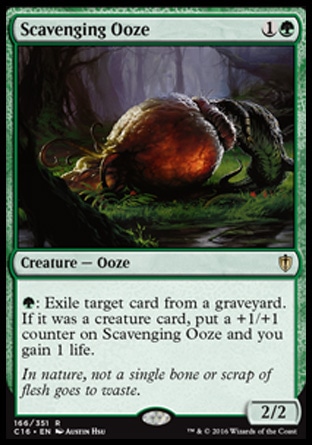 Scavenging Ooze 1
Creature — Ooze
: Exile target card from a graveyard.
If it was a creature card, put a +1/+1
counter on Scavenging Ooze and you
gain 1 life.
In nature, not a single bone or scrap of
flesh goes to waste.
2/2
166/351 R
C16 • EN Austin Hsu
™ & © 2016 Wizards of the Coast